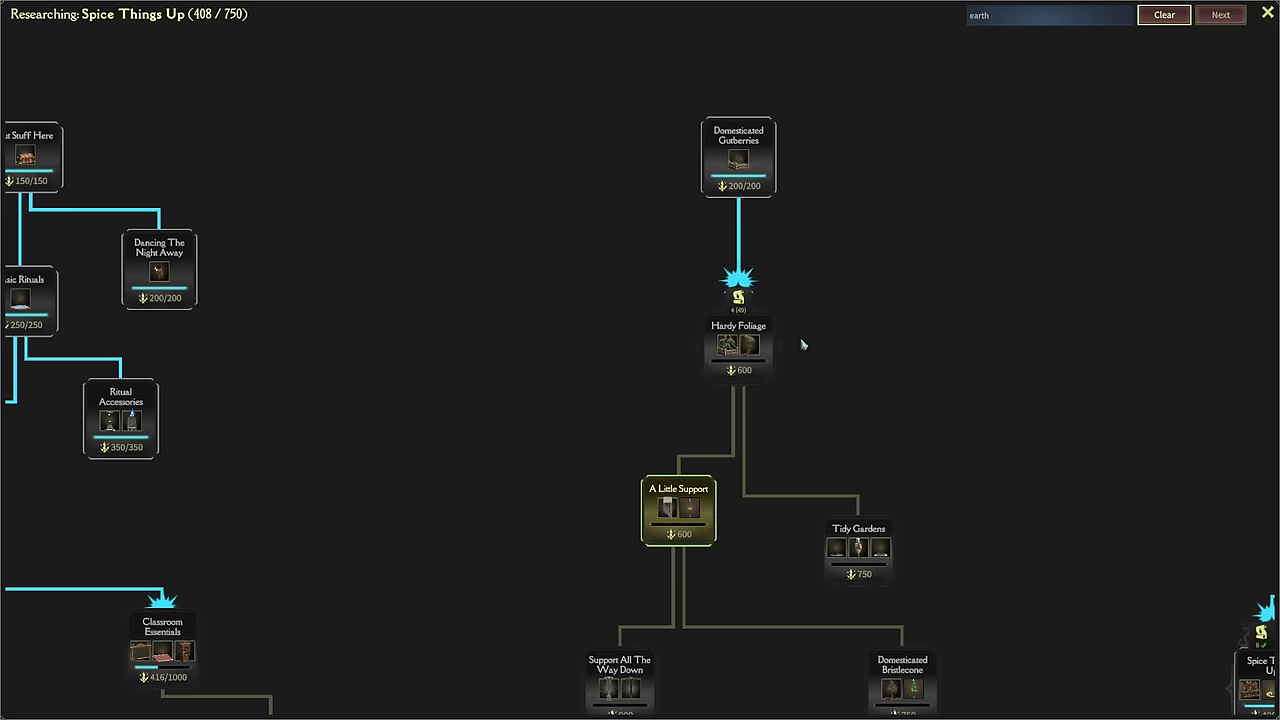 Researching: Spice Things Up (408 / 750)
earth
Clear
Next
ut Stuff Here
150/150
Domesticated
Gutberries
200/200
Dancing The
Night Away
200/200
sic Rituals
250/250
4 (49)
Hardy Foliage
600
Ritual
Accessories
350/350
A Little Support
600
Tidy Gardens
750
Classroom
Essentials
416/1000
Support All The
Way Down
Domesticated
Bristlecone
Spice T
U